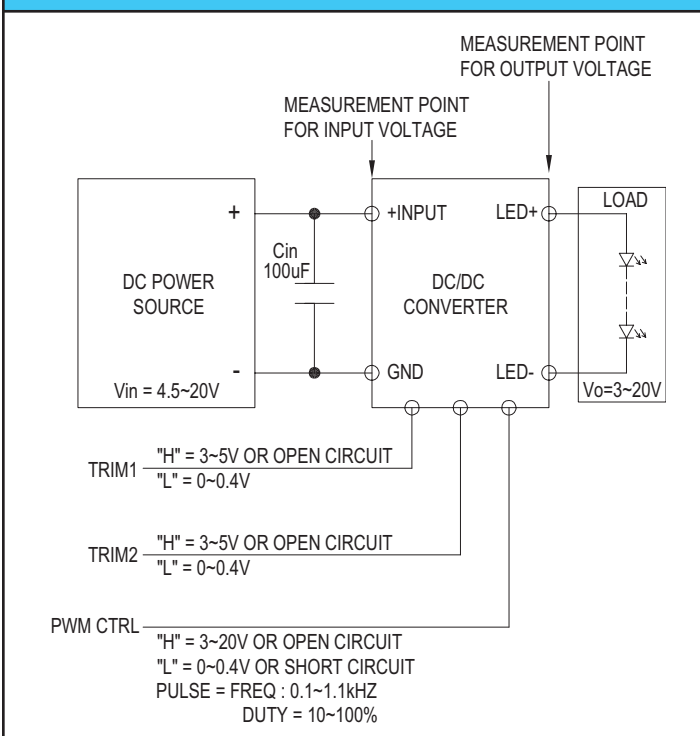 MEASUREMENT POINT
FOR OUTPUT VOLTAGE
MEASUREMENT POINT
FOR INPUT VOLTAGE
+
-
DC POWER
SOURCE
Vin = 4.5~20V
Cin
100uF
+INPUT
GND
DC/DC
CONVERTER
LED+
LED-
LOAD
Vo=3~20V
TRIM1
"H" = 3~5V OR OPEN CIRCUIT
"L" = 0~0.4V
TRIM2
"H" = 3~5V OR OPEN CIRCUIT
"L" = 0~0.4V
PWM CTRL
"H" = 3~20V OR OPEN CIRCUIT
"L" = 0~0.4V OR SHORT CIRCUIT
PULSE = FREQ : 0.1~1.1kHZ
DUTY = 10~100%